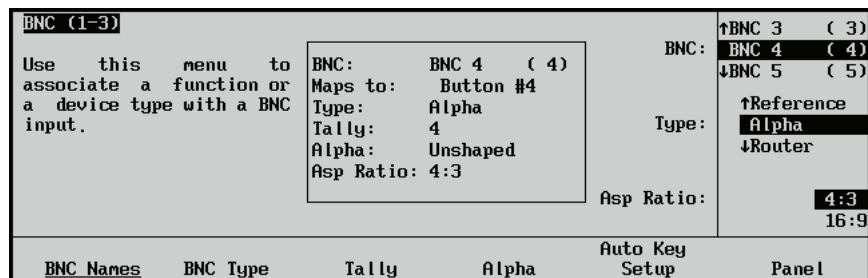 BNC (1-3)
Use this menu to
associate a function or
a device type with a BNC
input.
BNC: BNC 4 ( 4)
Maps to: Button #4
Type: Alpha
Tally: 4
Alpha: Unshaped
Asp Ratio: 4:3
BNC:
↑BNC 3 ( 3)
BNC 4 ( 4)
↓BNC 5 ( 5)
Type:
↑Reference
Alpha
↓Router
Asp Ratio:
4:3
16:9
BNC Names BNC Type Tally Alpha Auto Key Setup Panel